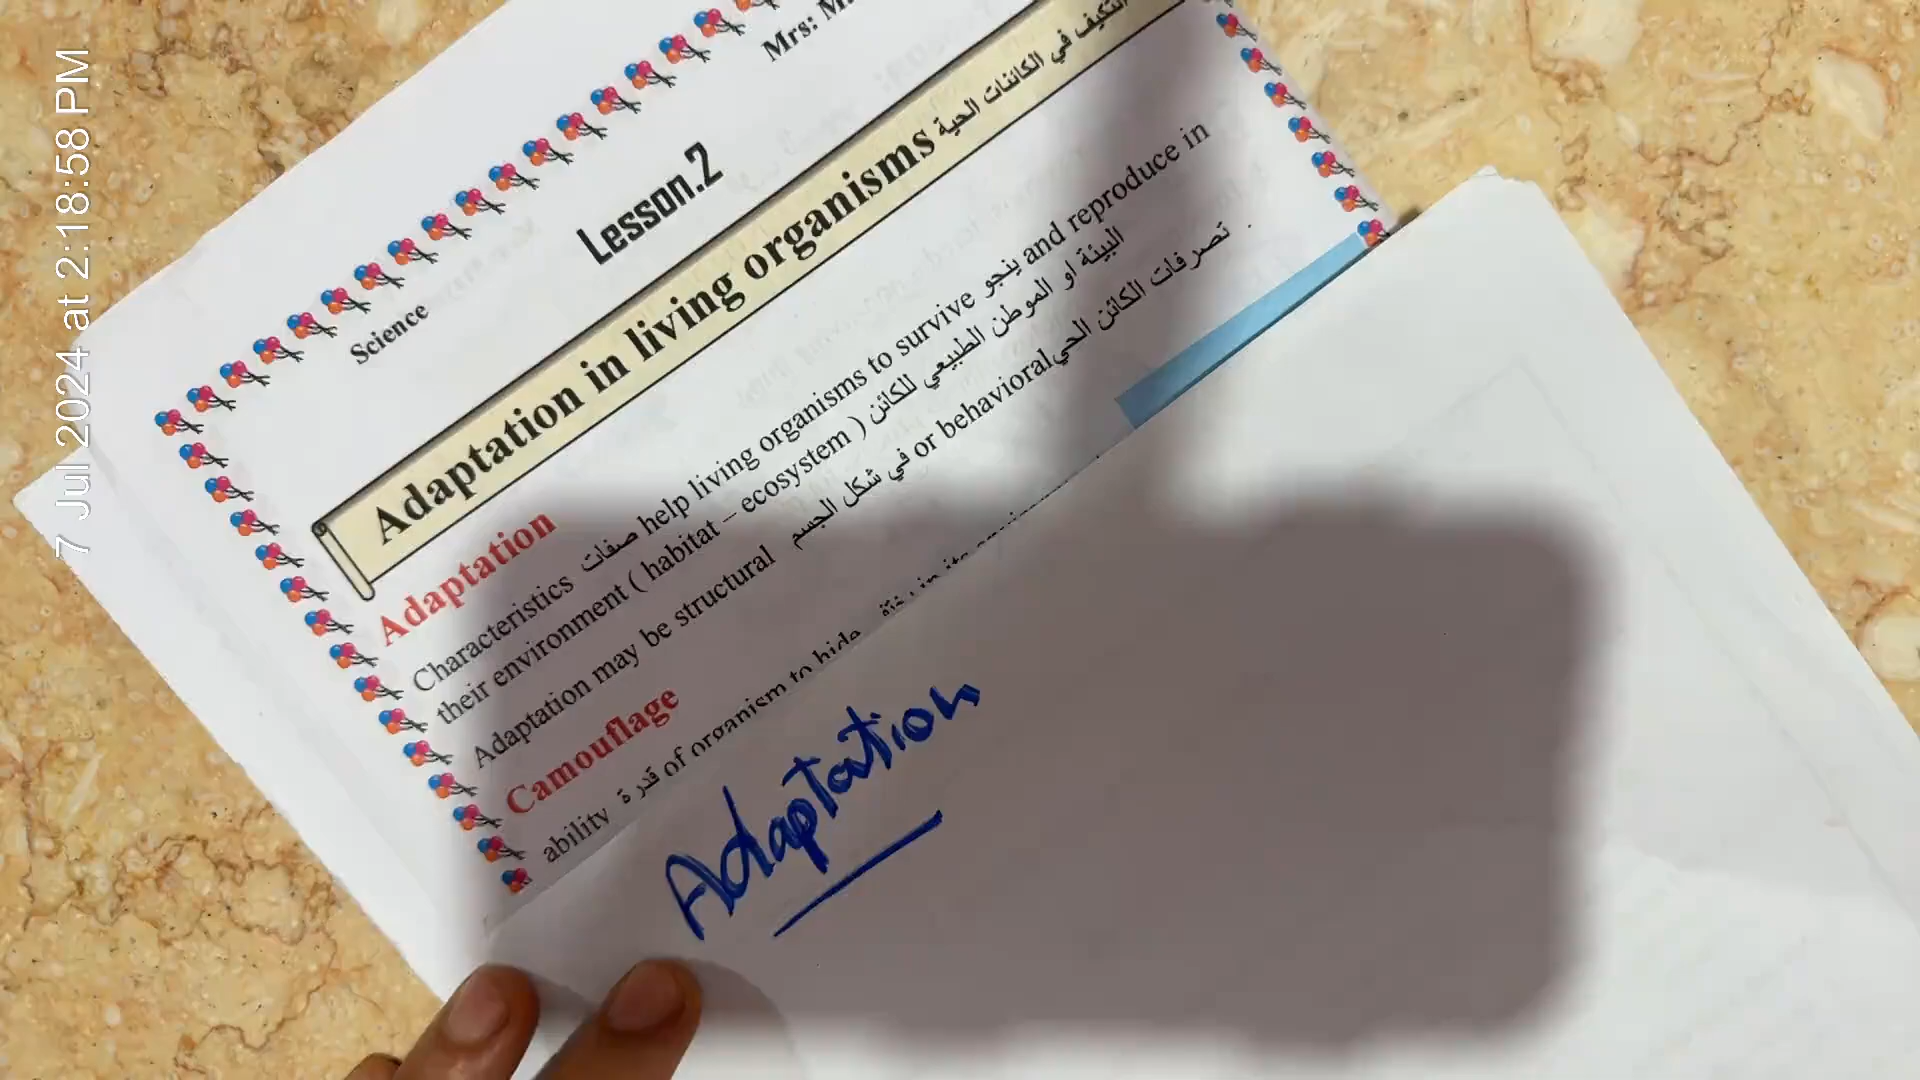 7 Jul 2024 at 2:18:58 PM
Science
Mrs:
Lesson.2
Adaptation in living organisms التكيف في الكائنات الحية
Adaptation
Characteristics صفات help living organisms to survive ينجو and reproduce in
their environment ( habitat – ecosystem ) البيئة او الموطن الطبيعي للكائن
Adaptation may be structural في شكل الجسم or behavioral تصرفات الكائن الحي .
Camouflage
ability قدرة of organism to hide
Adaptation